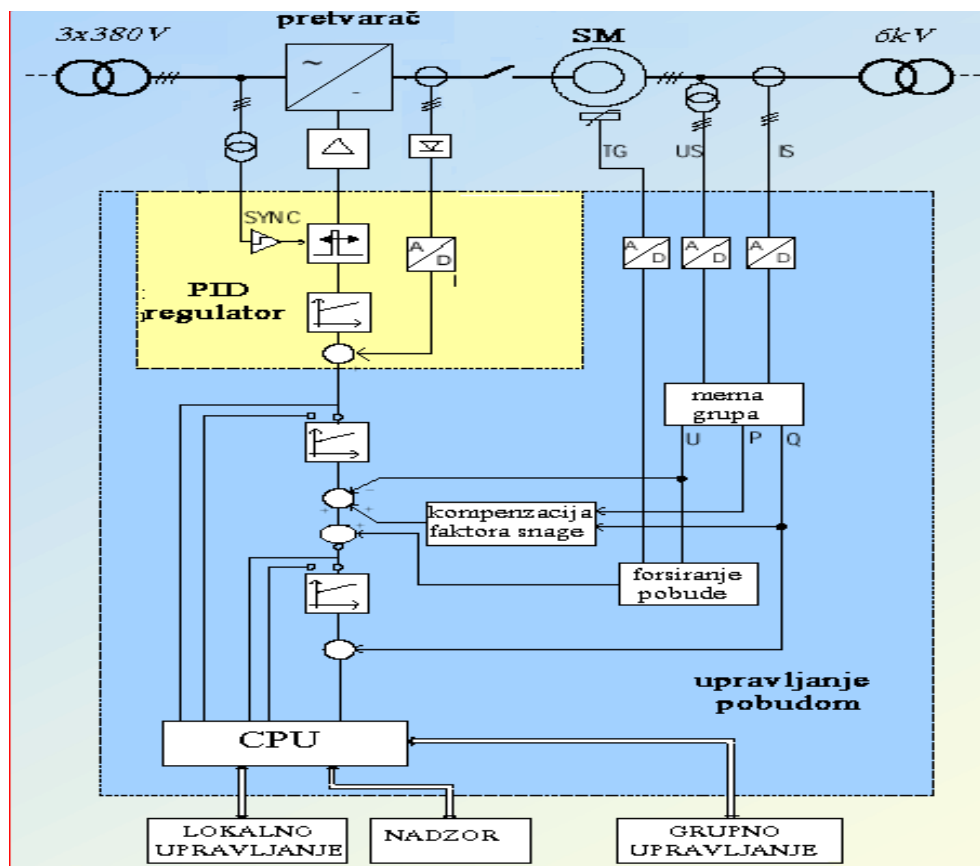 pretvarač
3x380V
SM
6kV
TG
US
IS
SYNC
A
D
I
A
D
A
D
A
D
PID
regulator
merna
grupa
U
P
Q
kompenzacija
faktora snage
forsiranje
pobude
upravljanje
pobudom
CPU
LOKALNO
UPRAVLJANJE
NADZOR
GRUPNO
UPRAVLJANJE